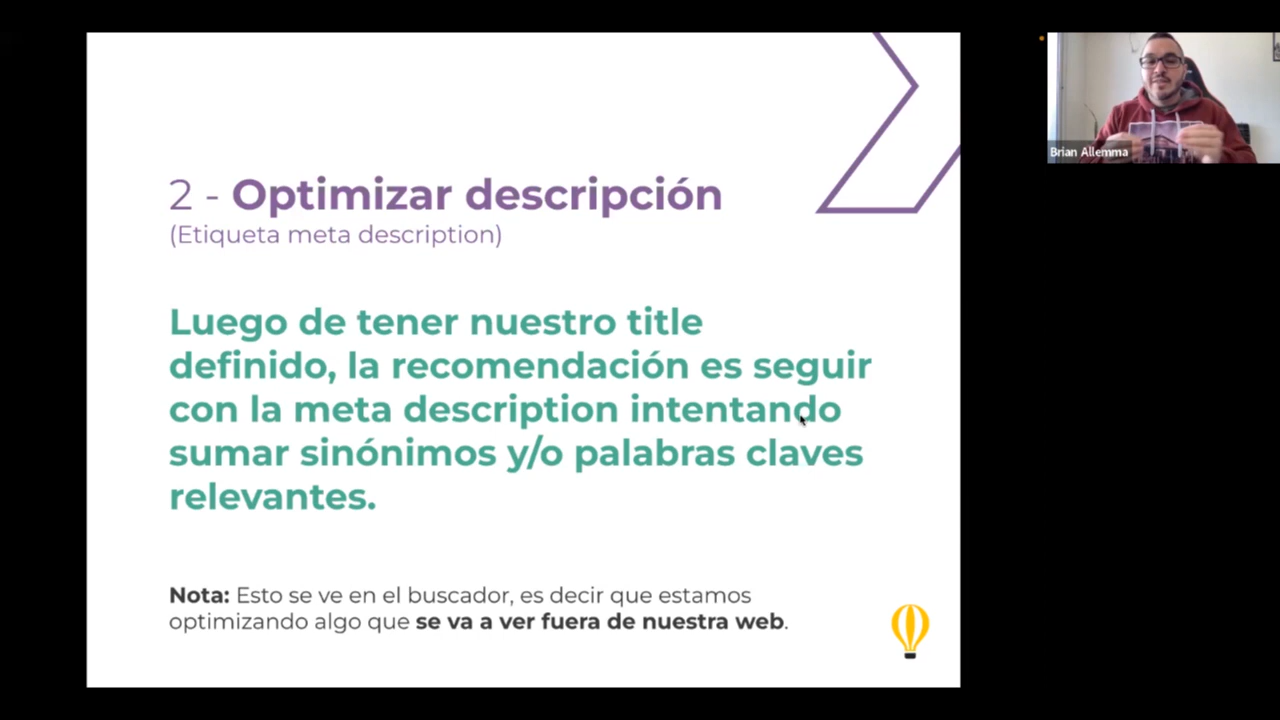 2 - Optimizar descripción
(Etiqueta meta description)
Luego de tener nuestro title
definido, la recomendación es seguir
con la meta description intentando
sumar sinónimos y/o palabras claves
relevantes.
Nota: Esto se ve en el buscador, es decir que estamos
optimizando algo que se va a ver fuera de nuestra web.
Brian Allemma